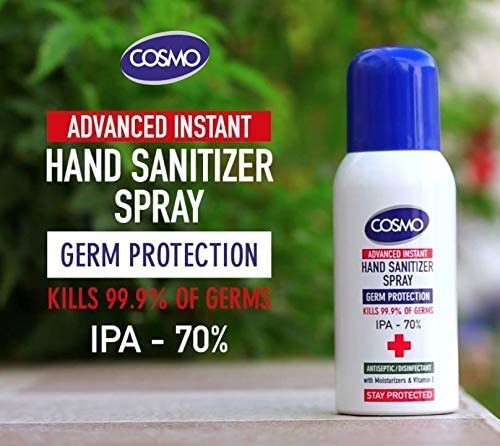 COSMO
ADVANCED INSTANT
HAND SANITIZER
SPRAY
GERM PROTECTION
KILLS 99.9% OF GERMS
IPA - 70%
COSMO
ADVANCED INSTANT
HAND SANITIZER
SPRAY
GERM PROTECTION
KILLS 99.9% OF GERMS
IPA - 70%
ANTISEPTIC/DISINFECTANT
with Moisturizers & Vitamin E
STAY PROTECTED